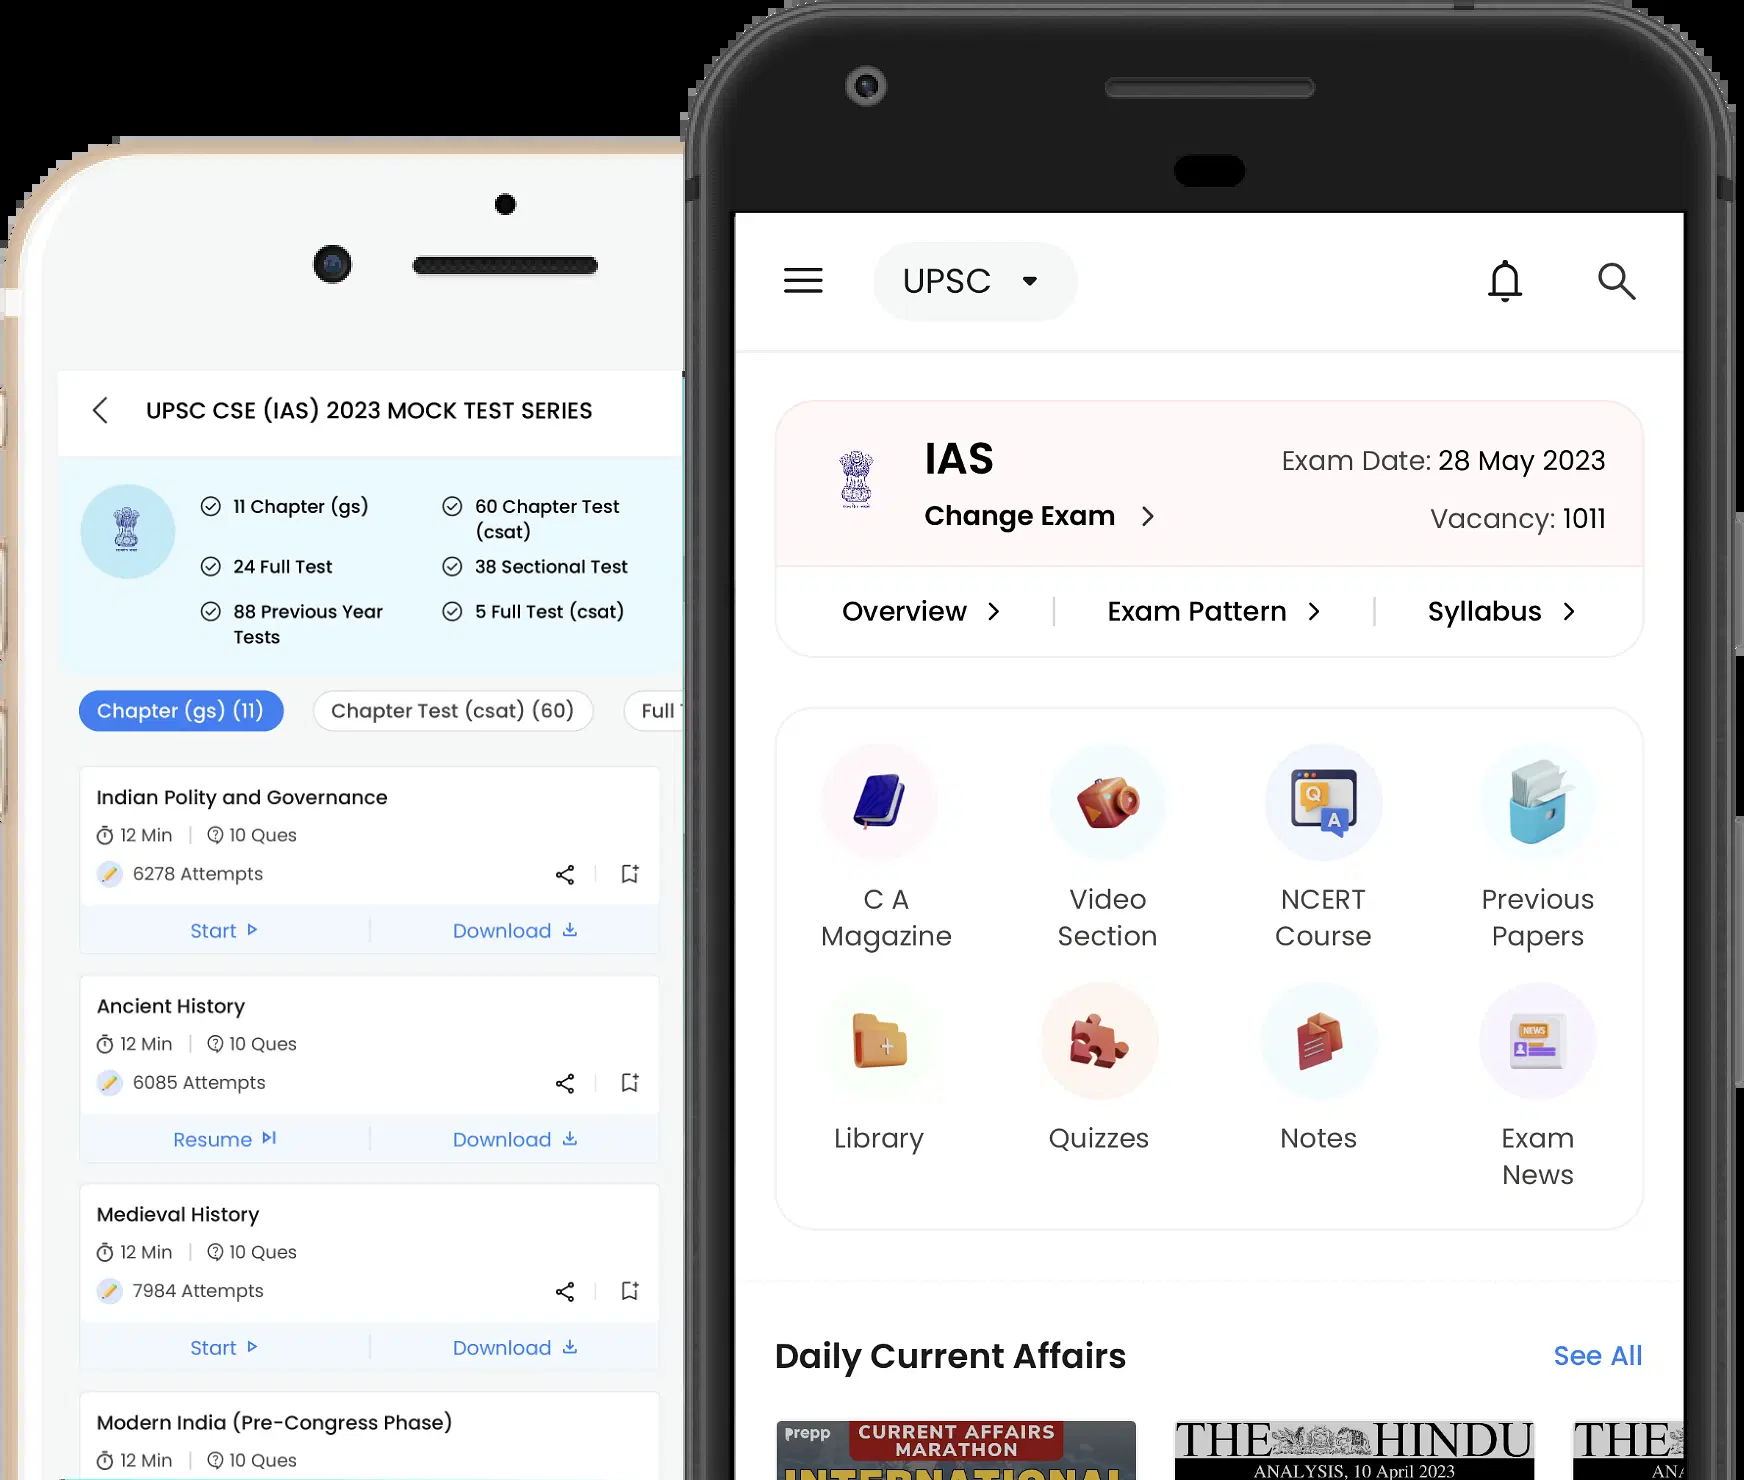 UPSC CSE (IAS) 2023 MOCK TEST SERIES
11 Chapter (gs)
60 Chapter Test
(csat)
24 Full Test
38 Sectional Test
88 Previous Year
Tests
5 Full Test (csat)
Chapter (gs) (11)
Chapter Test (csat) (60)
Full
Indian Polity and Governance
12 Min
10 Ques
6278 Attempts
Start
Download
Ancient History
12 Min
10 Ques
6085 Attempts
Resume
Download
Medieval History
12 Min
10 Ques
7984 Attempts
Start
Download
Modern India (Pre-Congress Phase)
12 Min
10 Ques
UPSC
IAS
Change Exam
Exam Date: 28 May 2023
Vacancy: 1011
Overview
Exam Pattern
Syllabus
C A
Magazine
Video
Section
Q
A
NCERT
Course
Previous
Papers
Library
Quizzes
Notes
NEWS
Exam
News
Daily Current Affairs
See All
prepp
CURRENT AFFAIRS
MARATHON
INTERNATIONAL
THE HINDU
ANALYSIS, 10 April 2023
THE